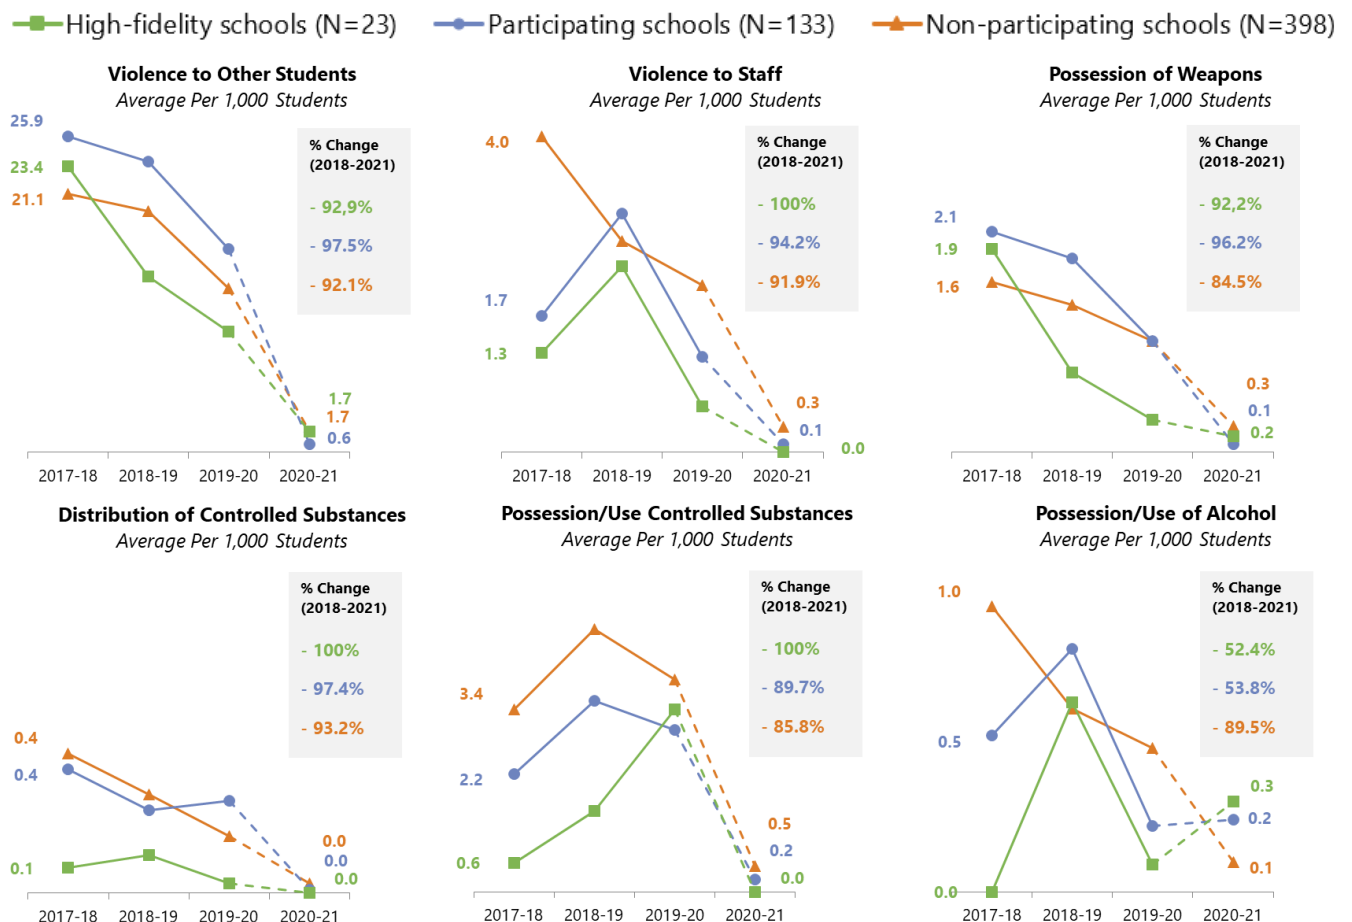 High-fidelity schools (N=23) Participating schools (N=133) Non-participating schools (N=398)
Violence to Other Students
Average Per 1,000 Students
25.9
23.4
21.1
% Change
(2018-2021)
- 92,9%
- 97.5%
- 92.1%
1.7
1.7
0.6
2017-18 2018-19 2019-20 2020-21
Violence to Staff
Average Per 1,000 Students
4.0
1.7
1.3
% Change
(2018-2021)
- 100%
- 94.2%
- 91.9%
0.3
0.1
0.0
2017-18 2018-19 2019-20 2020-21
Possession of Weapons
Average Per 1,000 Students
2.1
1.9
1.6
% Change
(2018-2021)
- 92,2%
- 96.2%
- 84.5%
0.3
0.1
0.2
2017-18 2018-19 2019-20 2020-21
Distribution of Controlled Substances
Average Per 1,000 Students
% Change
(2018-2021)
- 100%
- 97.4%
- 93.2%
0.4
0.4
0.1
0.0
0.0
0.0
2017-18 2018-19 2019-20 2020-21
Possession/Use Controlled Substances
Average Per 1,000 Students
% Change
(2018-2021)
- 100%
- 89.7%
- 85.8%
3.4
2.2
0.6
0.5
0.2
0.0
2017-18 2018-19 2019-20 2020-21
Possession/Use of Alcohol
Average Per 1,000 Students
1.0
0.5
0.0
% Change
(2018-2021)
- 52.4%
- 53.8%
- 89.5%
0.3
0.2
0.1
2017-18 2018-19 2019-20 2020-21